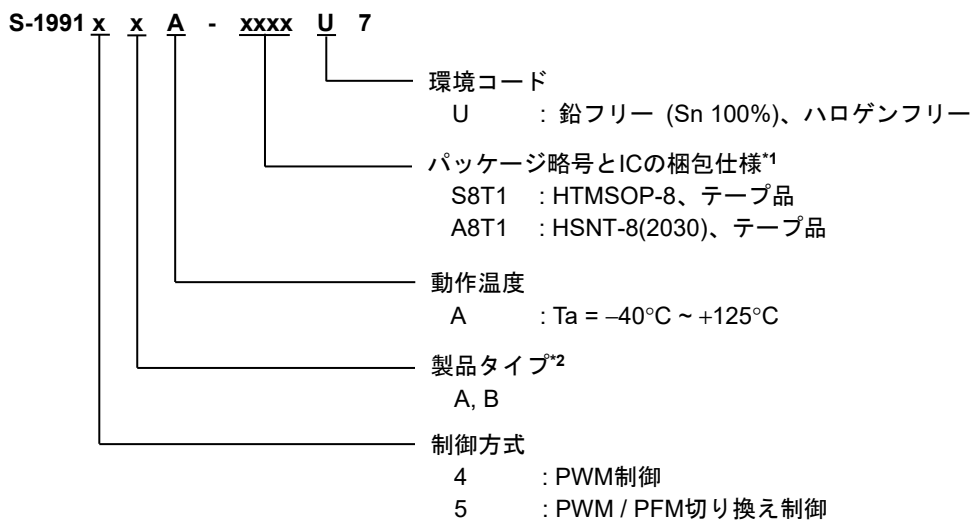 S-1991 x x A - xxxx U 7
環境コード
U : 鉛フリー (Sn 100%)、ハロゲンフリー
パッケージ略号とICの梱包仕様*1
S8T1 : HTMSOP-8、テープ品
A8T1 : HSNT-8(2030)、テープ品
動作温度
A : Ta = −40°C ~ +125°C
製品タイプ*2
A, B
制御方式
4 : PWM制御
5 : PWM / PFM切り換え制御